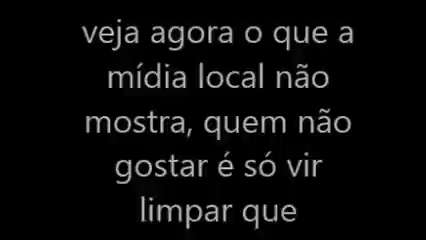 veja agora o que a
mídia local não
mostra, quem não
gostar é só vir
limpar que